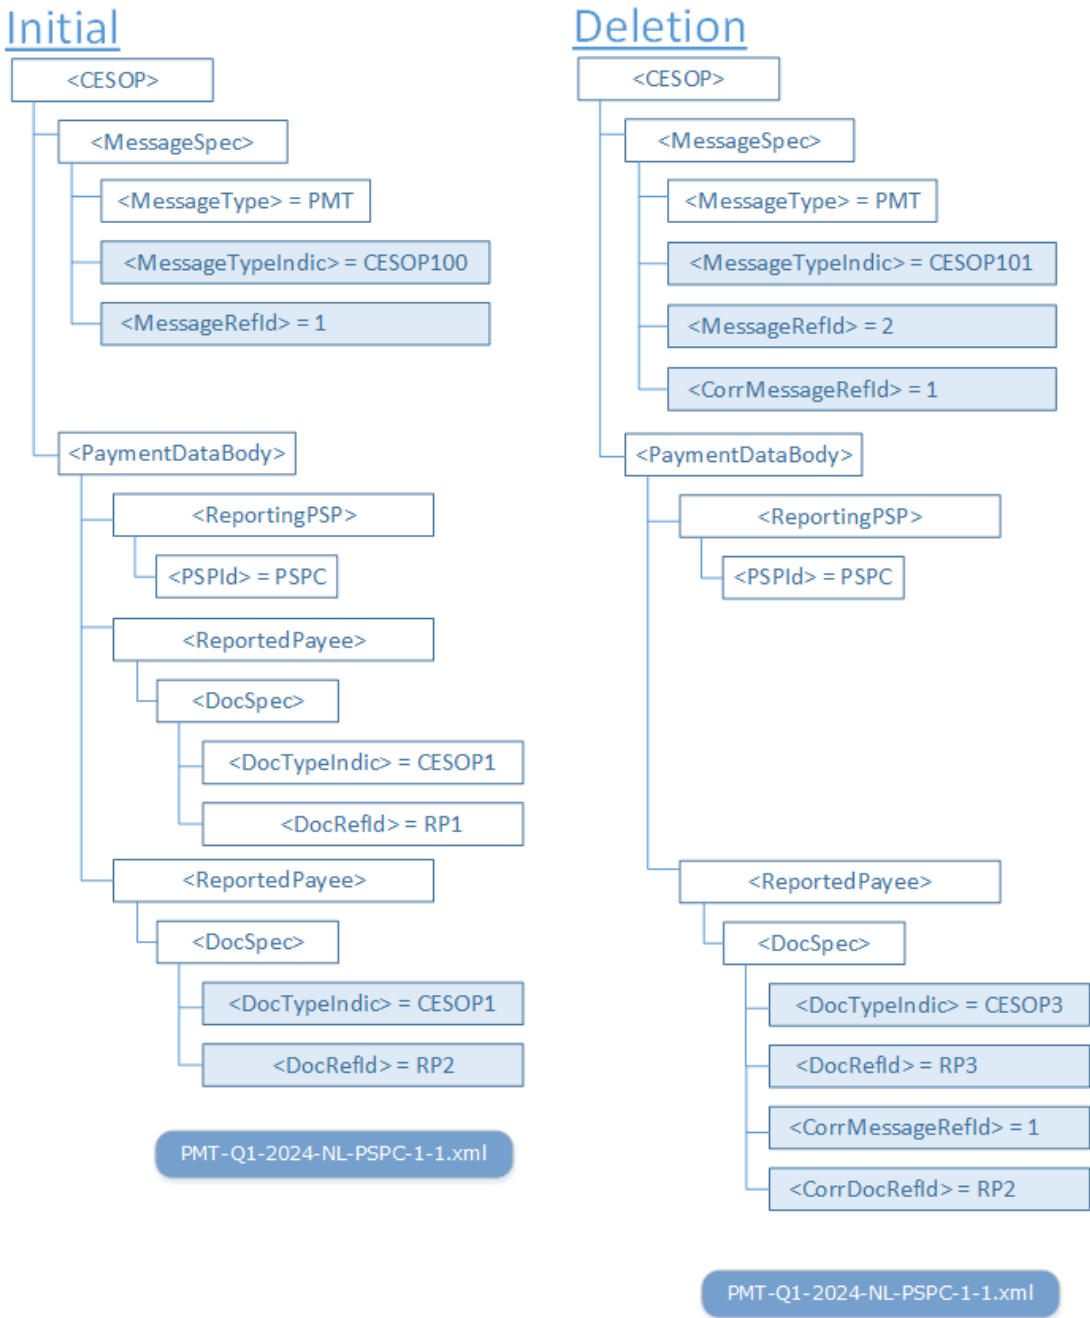 Initial
<CESOP>
<MessageSpec>
<MessageType> = PMT
<MessageTypeIndic> = CESOP100
<MessageRefId> = 1
<PaymentDataBody>
<ReportingPSP>
<PSPId> = PSPC
<ReportedPayee>
<DocSpec>
<DocTypeIndic> = CESOP1
<DocRefId> = RP1
<ReportedPayee>
<DocSpec>
<DocTypeIndic> = CESOP1
<DocRefId> = RP2
PMT-Q1-2024-NL-PSPC-1-1.xml
Deletion
<CESOP>
<MessageSpec>
<MessageType> = PMT
<MessageTypeIndic> = CESOP101
<MessageRefId> = 2
<CorrMessageRefId> = 1
<PaymentDataBody>
<ReportingPSP>
<PSPId> = PSPC
<ReportedPayee>
<DocSpec>
<DocTypeIndic> = CESOP3
<DocRefId> = RP3
<CorrMessageRefId> = 1
<CorrDocRefId> = RP2
PMT-Q1-2024-NL-PSPC-1-1.xml